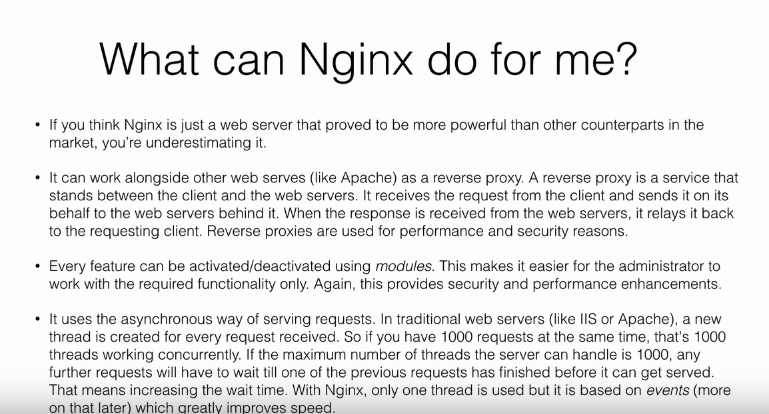 What can Nginx do for me?
• If you think Nginx is just a web server that proved to be more powerful than other counterparts in the
market, you're underestimating it.
• It can work alongside other web serves (like Apache) as a reverse proxy. A reverse proxy is a service that
stands between the client and the web servers. It receives the request from the client and sends it on its
behalf to the web servers behind it. When the response is received from the web servers, it relays it back
to the requesting client. Reverse proxies are used for performance and security reasons.
• Every feature can be activated/deactivated using modules. This makes it easier for the administrator to
work with the required functionality only. Again, this provides security and performance enhancements.
• It uses the asynchronous way of serving requests. In traditional web servers (like IIS or Apache), a new
thread is created for every request received. So if you have 1000 requests at the same time, that's 1000
threads working concurrently. If the maximum number of threads the server can handle is 1000, any
further requests will have to wait till one of the previous requests has finished before it can get served.
That means increasing the wait time. With Nginx, only one thread is used but it is based on events (more
on that later) which greatly improves speed.